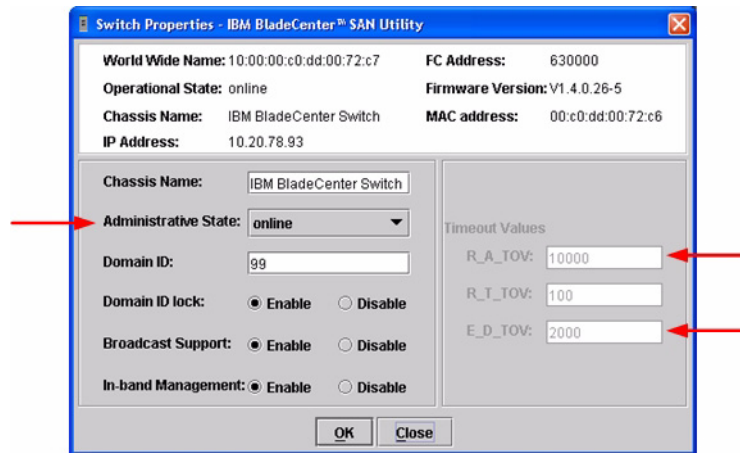 Switch Properties - IBM BladeCenter™ SAN Utility
World Wide Name: 10:00:00:c0:dd:00:72:c7 FC Address: 630000
Operational State: online Firmware Version: V1.4.0.26-5
Chassis Name: IBM BladeCenter Switch MAC address: 00:c0:dd:00:72:c6
IP Address: 10.20.78.93
Chassis Name: IBM BladeCenter Switch
Administrative State: online
Domain ID: 99
Domain ID lock: Enable Disable
Broadcast Support: Enable Disable
In-band Management: Enable Disable
Timeout Values
R_A_TOV: 10000
R_T_TOV: 100
E_D_TOV: 2000
OK Close